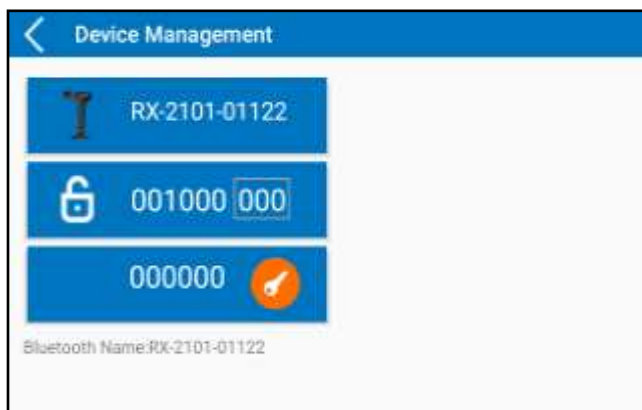 Device Management
RX-2101-01122
001000 000
000000
Bluetooth Name:RX-2101-01122